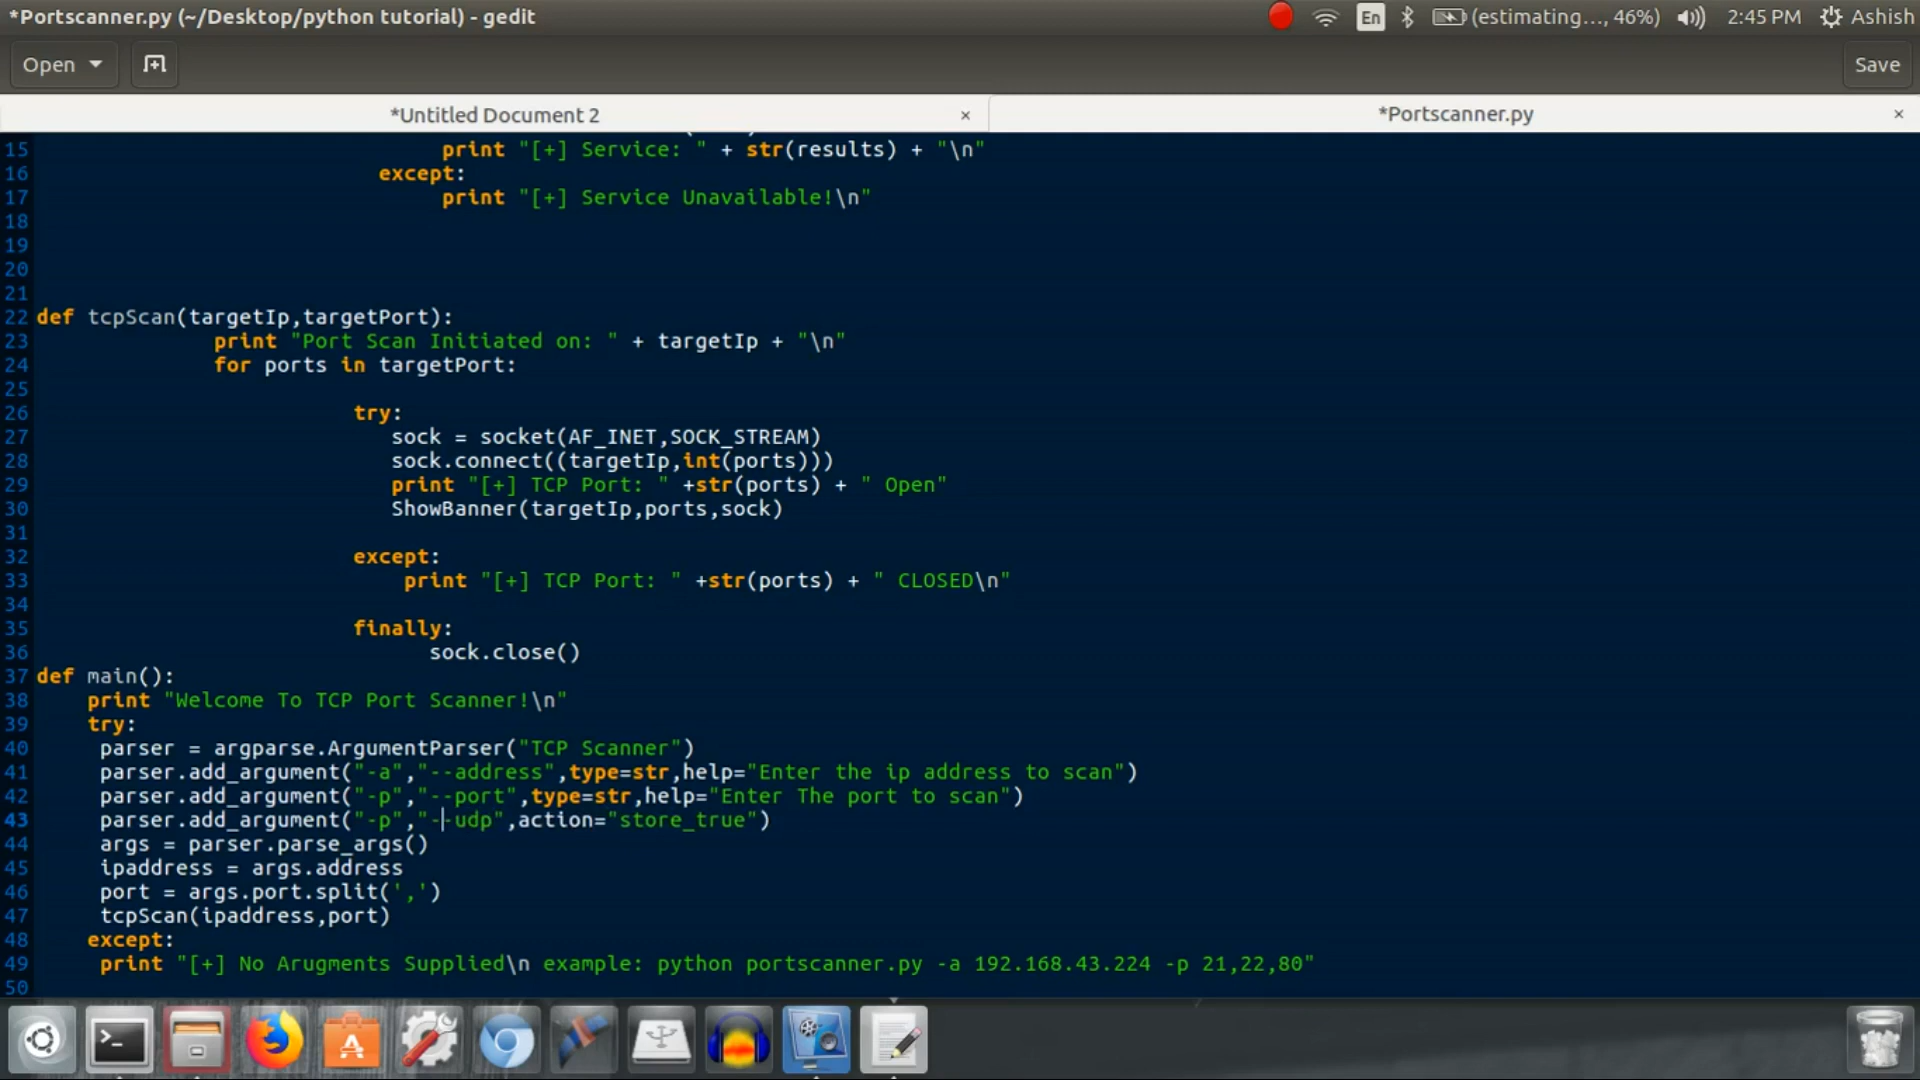 *Portscanner.py (~/Desktop/python tutorial) - gedit
En
(estimating..., 46%)
2:45 PM
Ashish
Open
Save
*Untitled Document 2 ×
*Portscanner.py ×
15 print "[+] Service: " + str(results) + "\n"
16 except:
17 print "[+] Service Unavailable!\n"
18
19
20
21
22 def tcpScan(targetIp,targetPort):
23 print "Port Scan Initiated on: " + targetIp + "\n"
24 for ports in targetPort:
25
26 try:
27 sock = socket(AF_INET,SOCK_STREAM)
28 sock.connect((targetIp,int(ports)))
29 print "[+] TCP Port: " +str(ports) + " Open"
30 ShowBanner(targetIp,ports,sock)
31
32 except:
33 print "[+] TCP Port: " +str(ports) + " CLOSED\n"
34
35 finally:
36 sock.close()
37 def main():
38 print "Welcome To TCP Port Scanner!\n"
39 try:
40 parser = argparse.ArgumentParser("TCP Scanner")
41 parser.add_argument("-a","--address",type=str,help="Enter the ip address to scan")
42 parser.add_argument("-p","--port",type=str,help="Enter The port to scan")
43 parser.add_argument("-p","--udp",action="store_true")
44 args = parser.parse_args()
45 ipaddress = args.address
46 port = args.port.split(',')
47 tcpScan(ipaddress,port)
48 except:
49 print "[+] No Arugments Supplied\n example: python portscanner.py -a 192.168.43.224 -p 21,22,80"
50